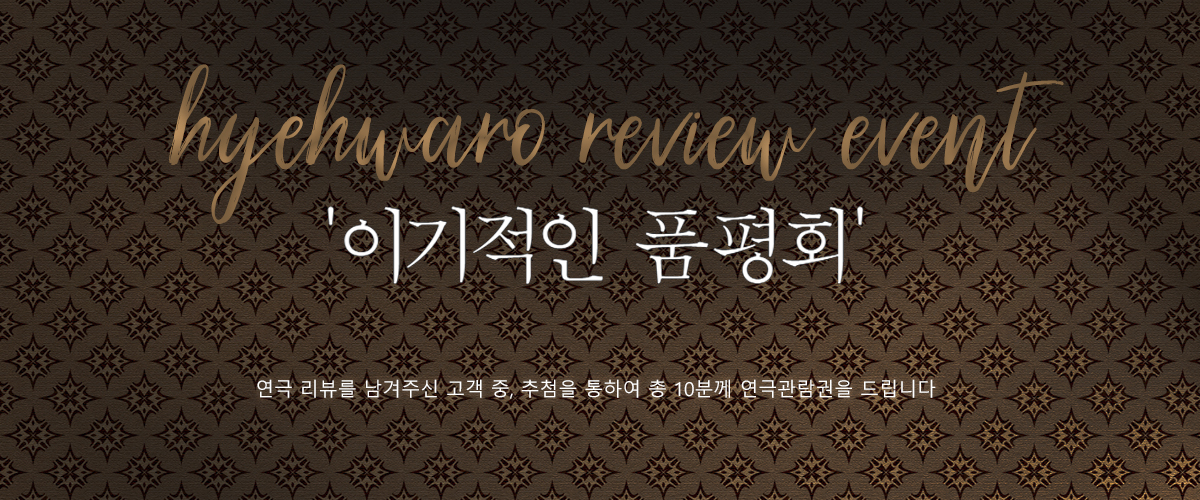 hyehwaro review event
'이기적인 품평회'
연극 리뷰를 남겨주신 고객 중, 추첨을 통하여 총 10분께 연극관람권을 드립니다